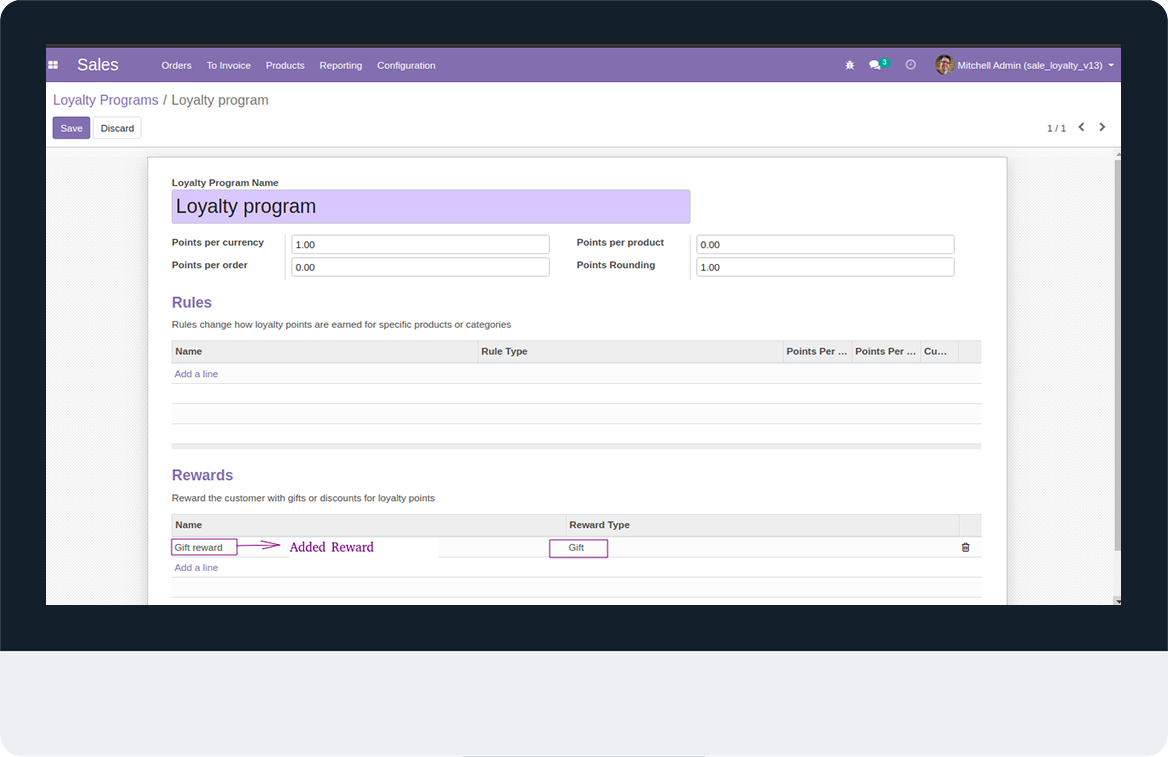 Sales Orders To Invoice Products Reporting Configuration 3 Mitchell Admin (sale_loyalty_v13)
Loyalty Programs / Loyalty program
Save Discard 1 / 1
Loyalty Program Name
Loyalty program
Points per currency 1.00 Points per product 0.00
Points per order 0.00 Points Rounding 1.00
Rules
Rules change how loyalty points are earned for specific products or categories
Name Rule Type Points Per ... Points Per ... Cu...
Add a line
Rewards
Reward the customer with gifts or discounts for loyalty points
Name Reward Type
Gift reward Added Reward Gift
Add a line